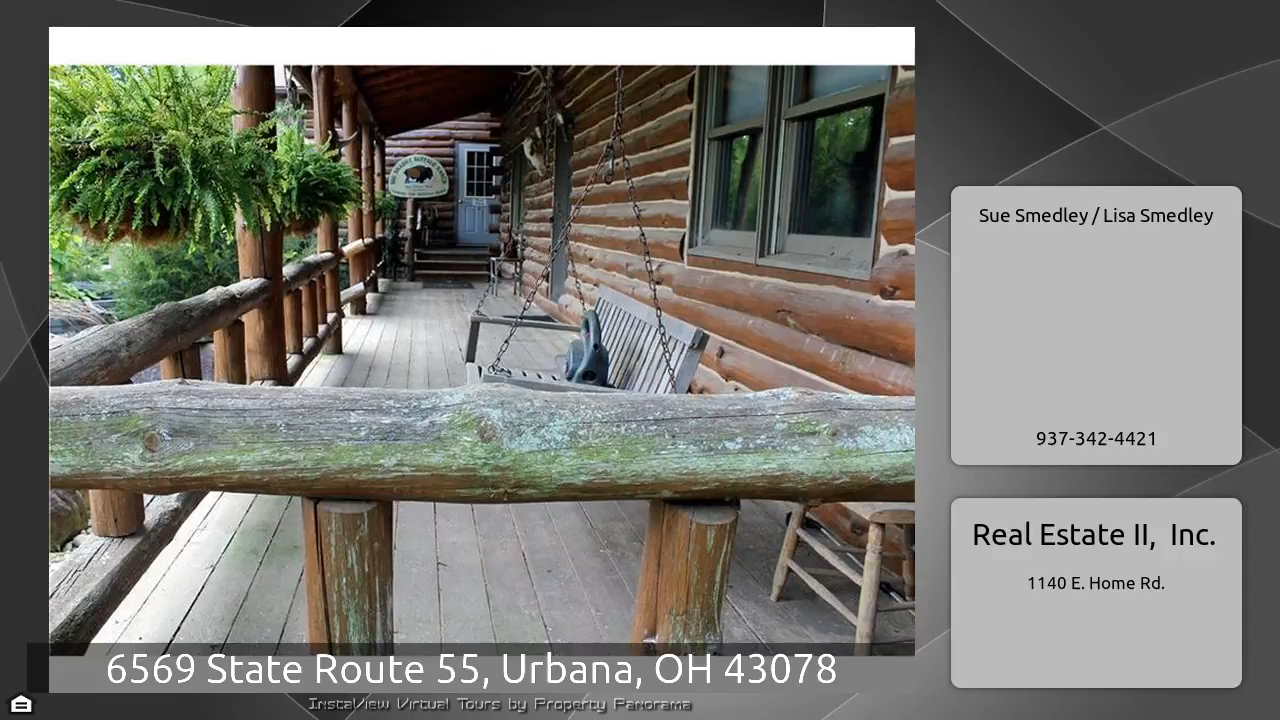 Sue Smedley / Lisa Smedley
937-342-4421
Real Estate II, Inc.
1140 E. Home Rd.
6569 State Route 55, Urbana, OH 43078
InstaView Virtual Tours by Property Panorama